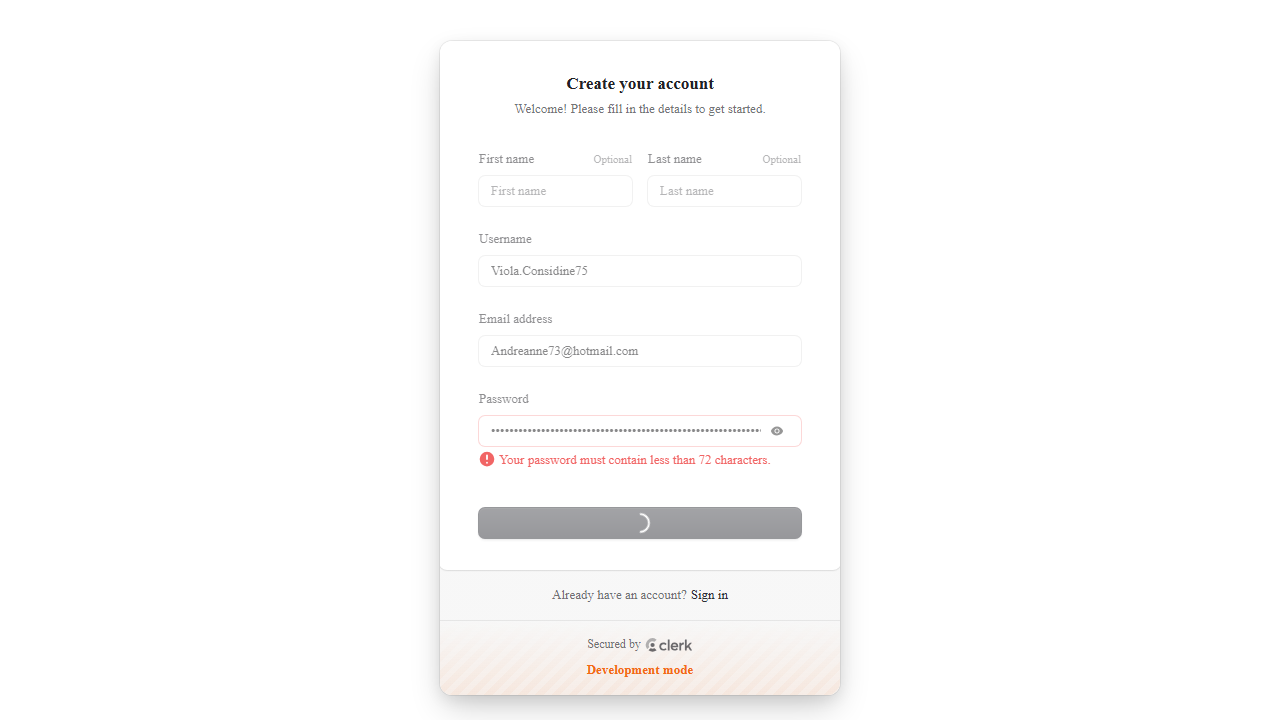 Create your account
Welcome! Please fill in the details to get started.
First name Optional Last name Optional
First name Last name
Username
Viola.Considine75
Email address
Andreanne73@hotmail.com
Password
Your password must contain less than 72 characters.
Already have an account? Sign in
Secured by clerk
Development mode